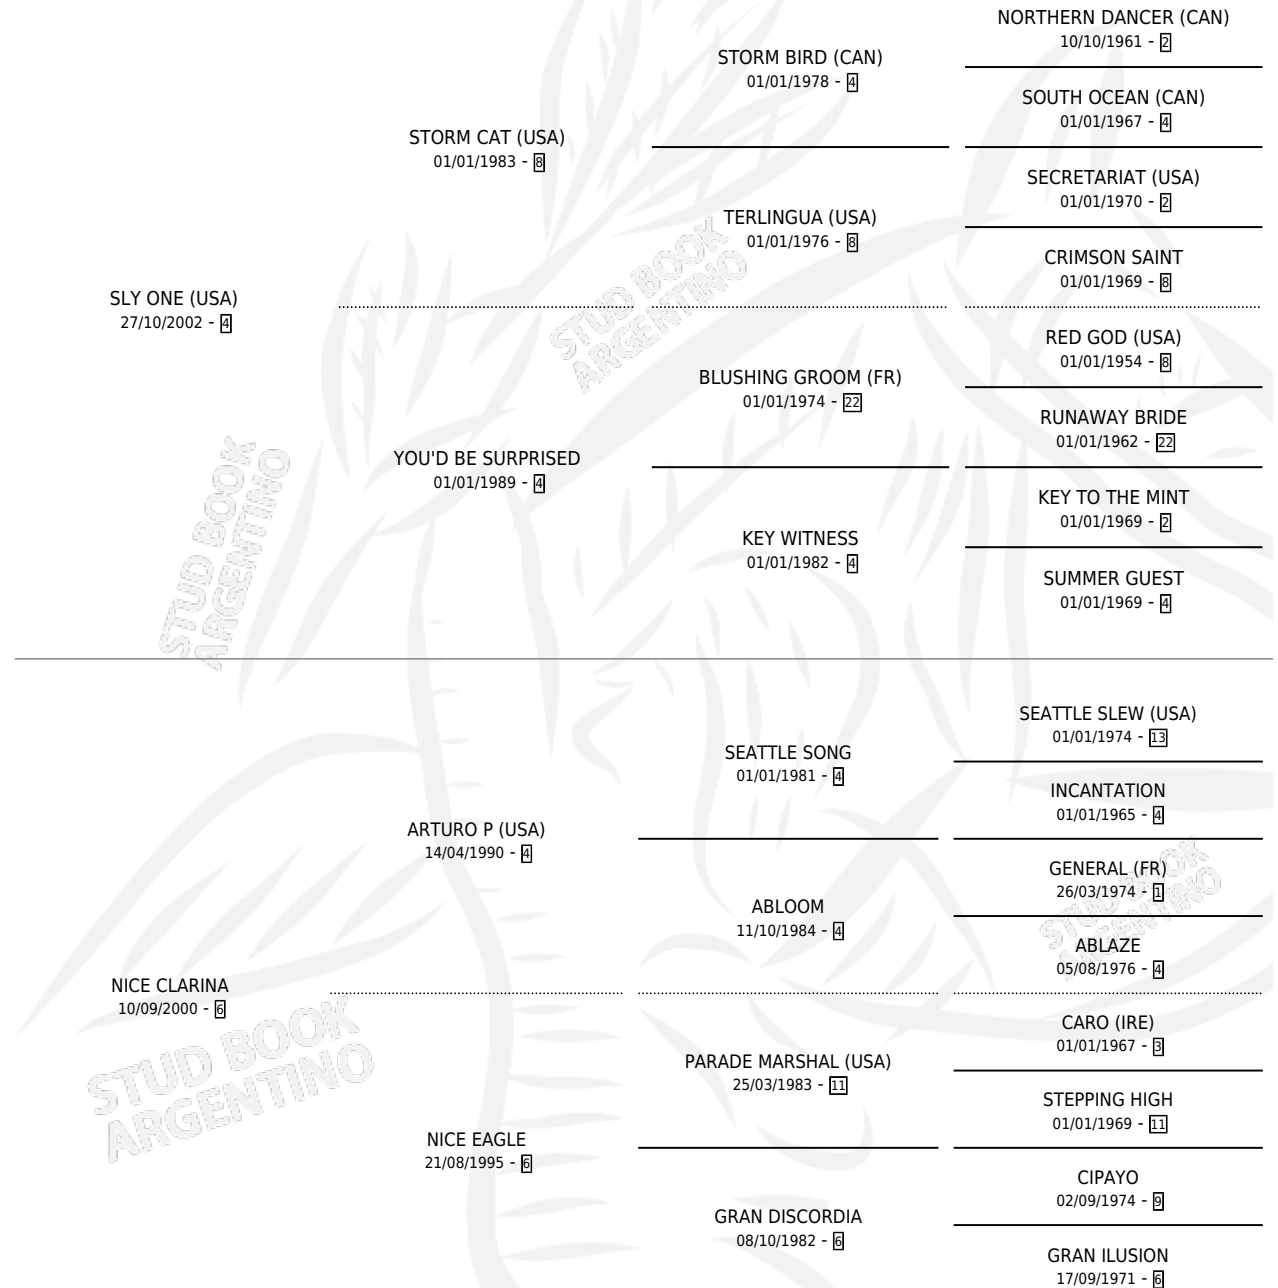 NORTHERN DANCER (CAN)
10/10/1961 - 2
STORM BIRD (CAN)
01/01/1978 - 4
SOUTH OCEAN (CAN)
01/01/1967 - 4
STORM CAT (USA)
01/01/1983 - 8
SECRETARIAT (USA)
01/01/1970 - 2
TERLINGUA (USA)
01/01/1976 - 8
CRIMSON SAINT
01/01/1969 - 8
SLY ONE (USA)
27/10/2002 - 4
RED GOD (USA)
01/01/1954 - 8
BLUSHING GROOM (FR)
01/01/1974 - 22
RUNAWAY BRIDE
01/01/1962 - 22
YOU'D BE SURPRISED
01/01/1989 - 4
KEY TO THE MINT
01/01/1969 - 2
KEY WITNESS
01/01/1982 - 4
SUMMER GUEST
01/01/1969 - 4
SEATTLE SLEW (USA)
01/01/1974 - 13
SEATTLE SONG
01/01/1981 - 4
INCANTATION
01/01/1965 - 4
ARTURO P (USA)
14/04/1990 - 4
GENERAL (FR)
26/03/1974 - 1
ABLOOM
11/10/1984 - 4
ABLAZE
05/08/1976 - 4
NICE CLARINA
10/09/2000 - 6
CARO (IRE)
01/01/1967 - 3
PARADE MARSHAL (USA)
25/03/1983 - 11
STEPPING HIGH
01/01/1969 - 11
NICE EAGLE
21/08/1995 - 6
CIPAYO
02/09/1974 - 9
GRAN DISCORDIA
08/10/1982 - 6
GRAN ILUSION
17/09/1971 - 6
STUD BOOK
ARGENTINO
STUD BOOK
ARGENTINO
STUD BOOK
ARGENTINO
STUD BOOK
ARGENTINO